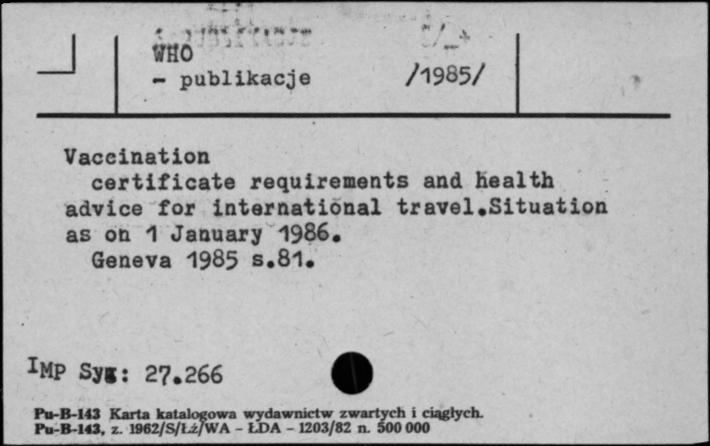 WHO
- publikacje /1985/
Vaccination
certificate requirements and health
advice for international travel.Situation
as on 1 January 1986.
Geneva 1985 s.81.
IMP Syg: 27.266
Pu-B-143 Karta katalogowa wydawnictw zwartych i ciągłych.
Pu-B-143, z. 1962/S/Łż/WA - ŁDA - 1203/82 n. 500 000